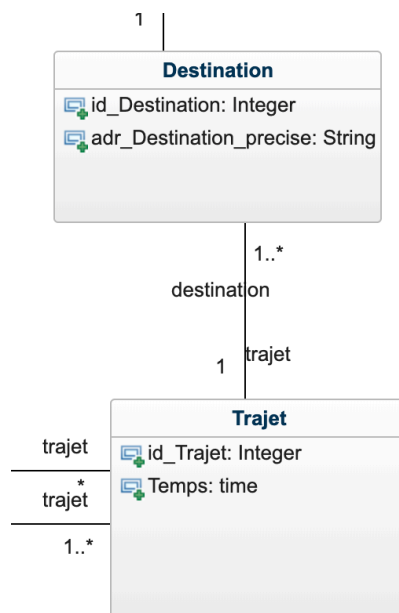 1
Destination
id_Destination: Integer
adr_Destination_precise: String
1..*
destination
trajet
1
Trajet
trajet
id_Trajet: Integer
*
trajet
Temps: time
1..*